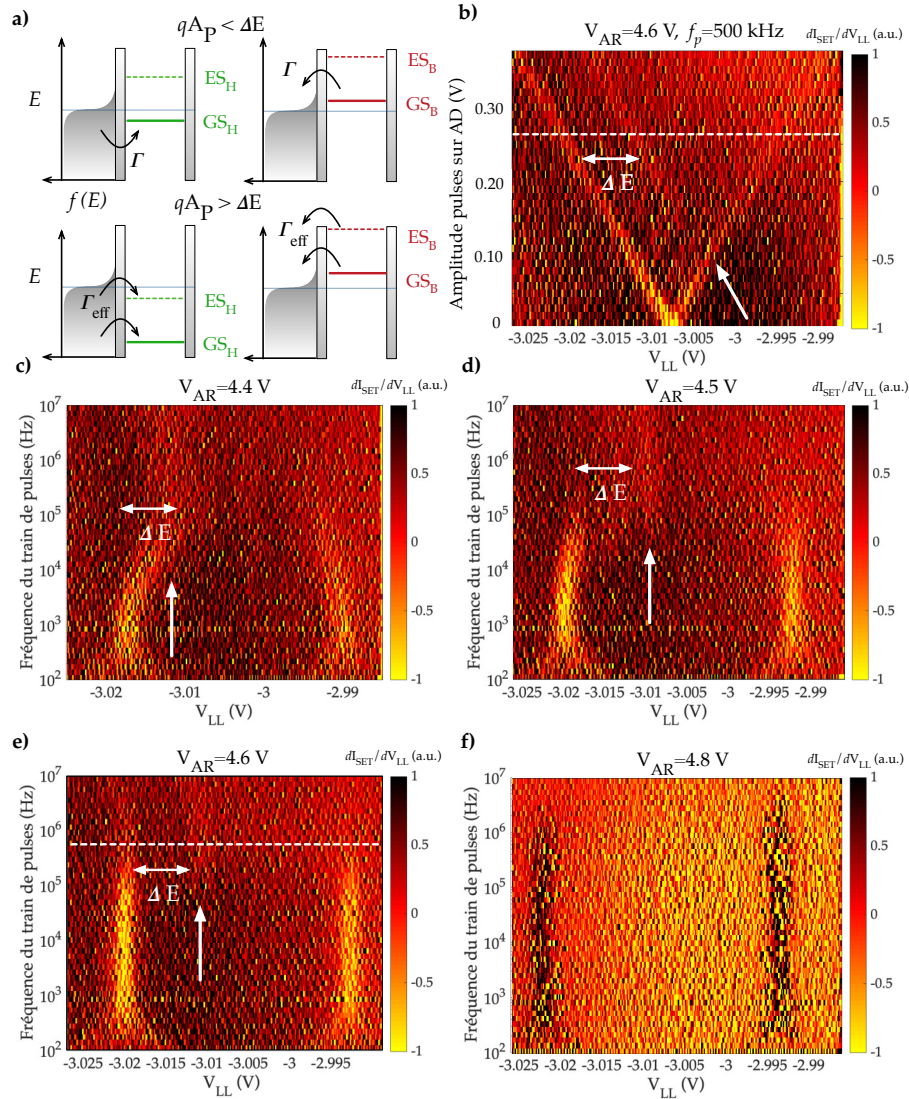 a)
qA_P < ΔE
E
ES_H
GS_H
Γ
Γ
ES_B
GS_B
f(E)
qA_P > ΔE
E
Γ_eff
ES_H
GS_H
Γ_eff
ES_B
GS_B
b)
V_AR=4.6 V, f_p=500 kHz
dI_SET/dV_LL (a.u.)
Amplitude pulses sur AD (V)
0.30
0.20
0.10
0
ΔE
-3.025 -3.015 -3.01 -3.005 -3 -2.995 -2.99
V_LL (V)
1
0.5
0
-0.5
-1
c)
V_AR=4.4 V
dI_SET/dV_LL (a.u.)
Fréquence du train de pulses (Hz)
10^7
10^6
10^5
10^4
10^3
10^2
ΔE
-3.02 -3.01 -3 -2.99
V_LL (V)
1
0.5
0
-0.5
-1
d)
V_AR=4.5 V
dI_SET/dV_LL (a.u.)
Fréquence du train de pulses (Hz)
10^7
10^6
10^5
10^4
10^3
10^2
ΔE
-3.025 -3.02 -3.015 -3.01 -3.005 -3 -2.995 -2.99
V_LL (V)
1
0.5
0
-0.5
-1
e)
V_AR=4.6 V
dI_SET/dV_LL (a.u.)
Fréquence du train de pulses (Hz)
10^7
10^6
10^5
10^4
10^3
10^2
ΔE
-3.025 -3.02 -3.015 -3.01 -3.005 -3 -2.995
V_LL (V)
1
0.5
0
-0.5
-1
f)
V_AR=4.8 V
dI_SET/dV_LL (a.u.)
Fréquence du train de pulses (Hz)
10^7
10^6
10^5
10^4
10^3
10^2
-3.025 -3.02 -3.015 -3.01 -3.005 -3 -2.995 -2.99
V_LL (V)
1
0.5
0
-0.5
-1